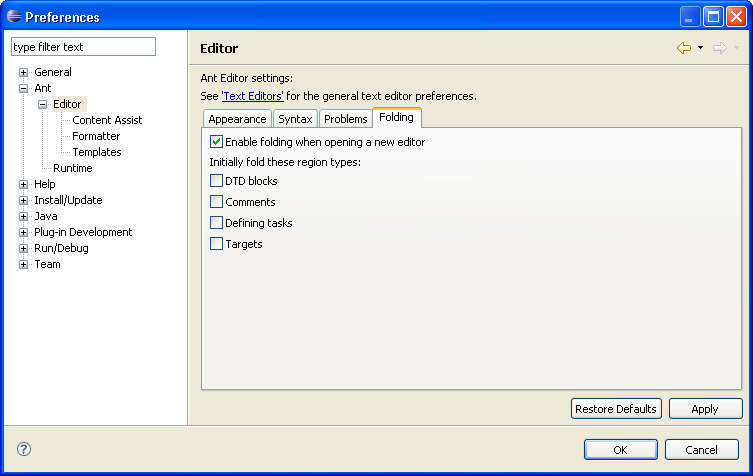 Preferences
type filter text
General
Ant
Editor
Content Assist
Formatter
Templates
Runtime
Help
Install/Update
Java
Plug-in Development
Run/Debug
Team
Editor
Ant Editor settings:
See 'Text Editors' for the general text editor preferences.
Appearance Syntax Problems Folding
Enable folding when opening a new editor
Initially fold these region types:
DTD blocks
Comments
Defining tasks
Targets
Restore Defaults Apply
OK Cancel